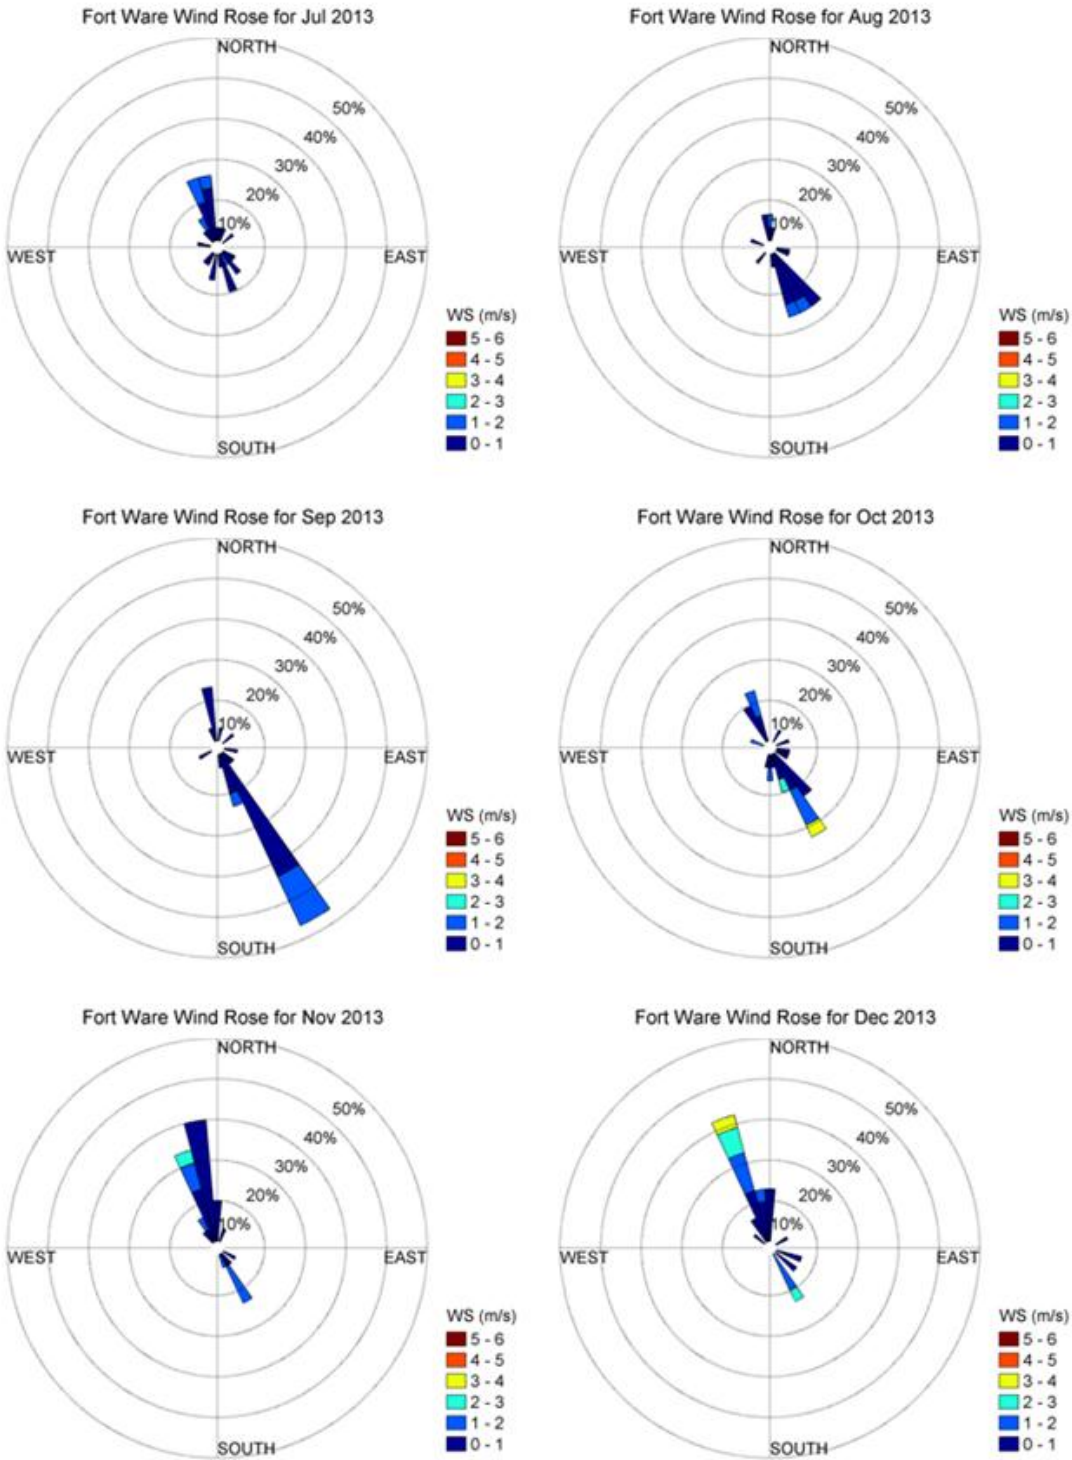 Fort Ware Wind Rose for Jul 2013
NORTH
50%
40%
30%
20%
10%
WEST
EAST
SOUTH
WS (m/s)
5 - 6
4 - 5
3 - 4
2 - 3
1 - 2
0 - 1
Fort Ware Wind Rose for Aug 2013
NORTH
50%
40%
30%
20%
10%
WEST
EAST
SOUTH
WS (m/s)
5 - 6
4 - 5
3 - 4
2 - 3
1 - 2
0 - 1
Fort Ware Wind Rose for Sep 2013
NORTH
50%
40%
30%
20%
10%
WEST
EAST
SOUTH
WS (m/s)
5 - 6
4 - 5
3 - 4
2 - 3
1 - 2
0 - 1
Fort Ware Wind Rose for Oct 2013
NORTH
50%
40%
30%
20%
10%
WEST
EAST
SOUTH
WS (m/s)
5 - 6
4 - 5
3 - 4
2 - 3
1 - 2
0 - 1
Fort Ware Wind Rose for Nov 2013
NORTH
50%
40%
30%
20%
10%
WEST
EAST
SOUTH
WS (m/s)
5 - 6
4 - 5
3 - 4
2 - 3
1 - 2
0 - 1
Fort Ware Wind Rose for Dec 2013
NORTH
50%
40%
30%
20%
10%
WEST
EAST
SOUTH
WS (m/s)
5 - 6
4 - 5
3 - 4
2 - 3
1 - 2
0 - 1